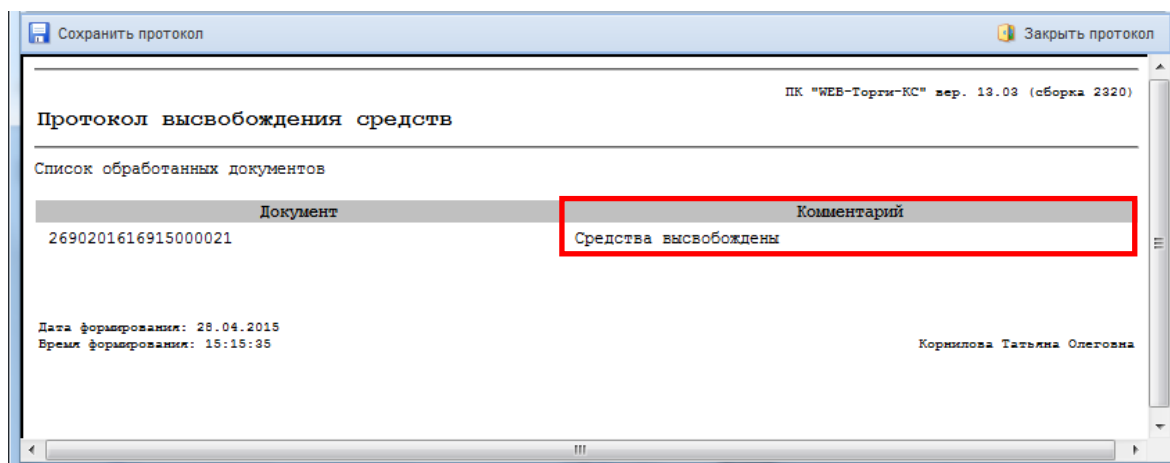 Сохранить протокол Закрыть протокол
ПК "WEB-Торги-КС" вер. 13.03 (сборка 2320)
Протокол высвобождения средств
Список обработанных документов
Документ Комментарий
2690201616915000021 Средства высвобождены
Дата формирования: 28.04.2015
Время формирования: 15:15:35 Корнилова Татьяна Олеговна